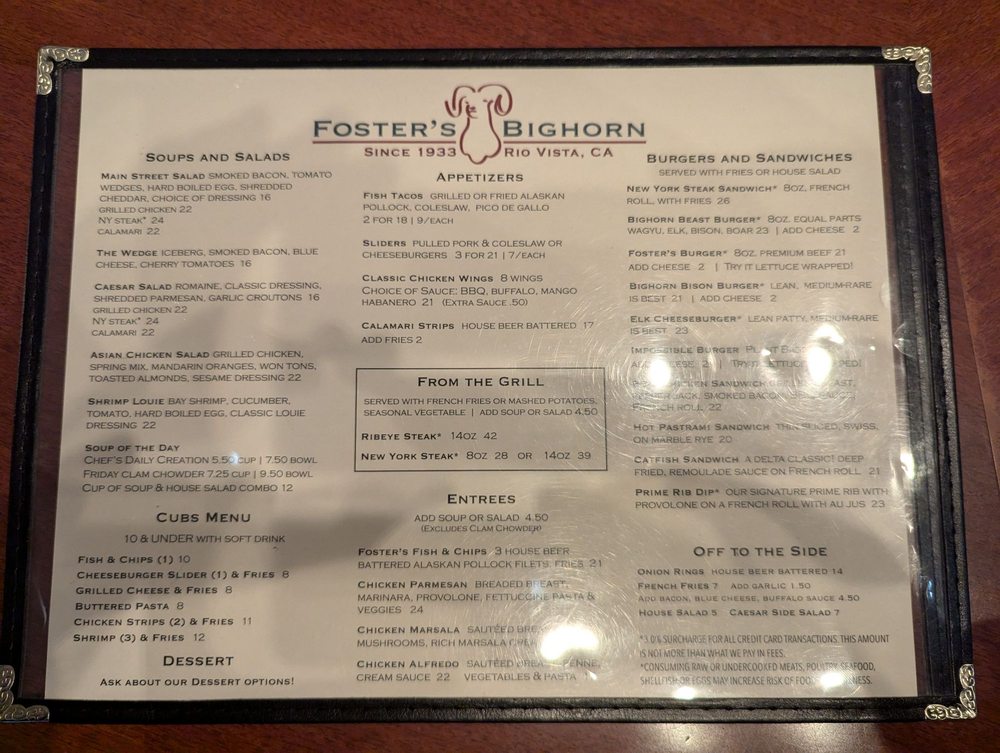 FOSTER'S BIGHORN
SINCE 1933 RIO VISTA, CA
SOUPS AND SALADS
MAIN STREET SALAD SMOKED BACON, TOMATO
WEDGES, HARD BOILED EGG, SHREDDED
CHEDDAR, CHOICE OF DRESSING 16
GRILLED CHICKEN 22
NY STEAK* 24
CALAMARI 22
THE WEDGE ICEBERG, SMOKED BACON, BLUE
CHEESE, CHERRY TOMATOES 16
CAESAR SALAD ROMAINE, CLASSIC DRESSING,
SHREDDED PARMESAN, GARLIC CROUTONS 16
GRILLED CHICKEN 22
NY STEAK* 24
CALAMARI 22
ASIAN CHICKEN SALAD GRILLED CHICKEN,
SPRING MIX, MANDARIN ORANGES, WON TONS,
TOASTED ALMONDS, SESAME DRESSING 22
SHRIMP LOUIE BAY SHRIMP, CUCUMBER,
TOMATO, HARD BOILED EGG, CLASSIC LOUIE
DRESSING 22
SOUP OF THE DAY
CHEF'S DAILY CREATION 5.50 CUP | 7.50 BOWL
FRIDAY CLAM CHOWDER 7.25 CUP | 9.50 BOWL
CUP OF SOUP & HOUSE SALAD COMBO 12
CUBS MENU
10 & UNDER WITH SOFT DRINK
FISH & CHIPS (1) 10
CHEESEBURGER SLIDER (1) & FRIES 8
GRILLED CHEESE & FRIES 8
BUTTERED PASTA 8
CHICKEN STRIPS (2) & FRIES 11
SHRIMP (3) & FRIES 12
DESSERT
ASK ABOUT OUR DESSERT OPTIONS!
APPETIZERS
FISH TACOS GRILLED OR FRIED ALASKAN
POLLOCK, COLESLAW, PICO DE GALLO
2 FOR 18 | 9/EACH
SLIDERS PULLED PORK & COLESLAW OR
CHEESEBURGERS 3 FOR 21 | 7/EACH
CLASSIC CHICKEN WINGS 8 WINGS
CHOICE OF SAUCE: BBQ, BUFFALO, MANGO
HABANERO 21 (EXTRA SAUCE .50)
CALAMARI STRIPS HOUSE BEER BATTERED 17
ADD FRIES 2
FROM THE GRILL
SERVED WITH FRENCH FRIES OR MASHED POTATOES,
SEASONAL VEGETABLE | ADD SOUP OR SALAD 4.50
RIBEYE STEAK* 14OZ 42
NEW YORK STEAK* 8OZ 28 OR 14OZ 39
ENTREES
ADD SOUP OR SALAD 4.50
(EXCLUDES CLAM CHOWDER)
FOSTER'S FISH & CHIPS 3 HOUSE BEER
BATTERED ALASKAN POLLOCK FILETS, FRIES 21
CHICKEN PARMESAN BREADED BREAST,
MARINARA, PROVOLONE, FETTUCCINE PASTA &
VEGGIES 24
CHICKEN MARSALA SAUTÉED
MUSHROOMS, RICH MARSALA
CHICKEN ALFREDO SAUTÉED BREAST, PENNE,
CREAM SAUCE 22 VEGETABLES & PASTA
BURGERS AND SANDWICHES
SERVED WITH FRIES OR HOUSE SALAD
NEW YORK STEAK SANDWICH* 8OZ, FRENCH
ROLL, WITH FRIES 26
BIGHORN BEAST BURGER* 8OZ. EQUAL PARTS
WAGYU, ELK, BISON, BOAR 23 | ADD CHEESE 2
FOSTER'S BURGER* 8OZ. PREMIUM BEEF 21
ADD CHEESE 2 | TRY IT LETTUCE WRAPPED!
BIGHORN BISON BURGER* LEAN, MEDIUM-RARE
IS BEST 21 | ADD CHEESE 2
ELK CHEESEBURGER* LEAN PATTY, MEDIUM-RARE
IS BEST 23
IMPOSSIBLE BURGER PLANT
ADD CHEESE 2 | TRY IT LETTUCE WRAPPED!
CHICKEN SANDWICH
PEPPER JACK, SMOKED BACON,
FRENCH ROLL 22
HOT PASTRAMI SANDWICH THIN SLICED, SWISS,
ON MARBLE RYE 20
CATFISH SANDWICH A DELTA CLASSIC! DEEP
FRIED, REMOULADE SAUCE ON FRENCH ROLL 21
PRIME RIB DIP* OUR SIGNATURE PRIME RIB WITH
PROVOLONE ON A FRENCH ROLL WITH AU JUS 23
OFF TO THE SIDE
ONION RINGS HOUSE BEER BATTERED 14
FRENCH FRIES 7 ADD GARLIC 1.50
ADD BACON, BLUE CHEESE, BUFFALO SAUCE 4.50
HOUSE SALAD 5 CAESAR SIDE SALAD 7
*3.0% SURCHARGE FOR ALL CREDIT CARD TRANSACTIONS. THIS AMOUNT
IS NOT MORE THAN WHAT WE PAY IN FEES.
*CONSUMING RAW OR UNDERCOOKED MEATS, POULTRY, SEAFOOD,
SHELLFISH OR EGGS MAY INCREASE RISK OF FOODBORNE ILLNESS.